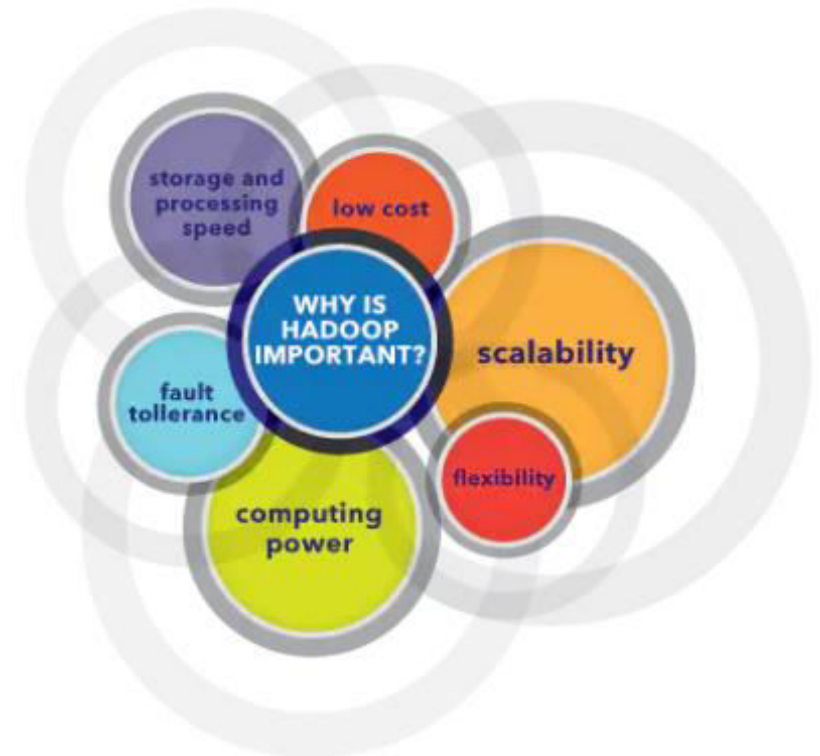 storage and
processing
speed
low cost
WHY IS
HADOOP
IMPORTANT?
scalability
fault
tollerance
flexibility
computing
power